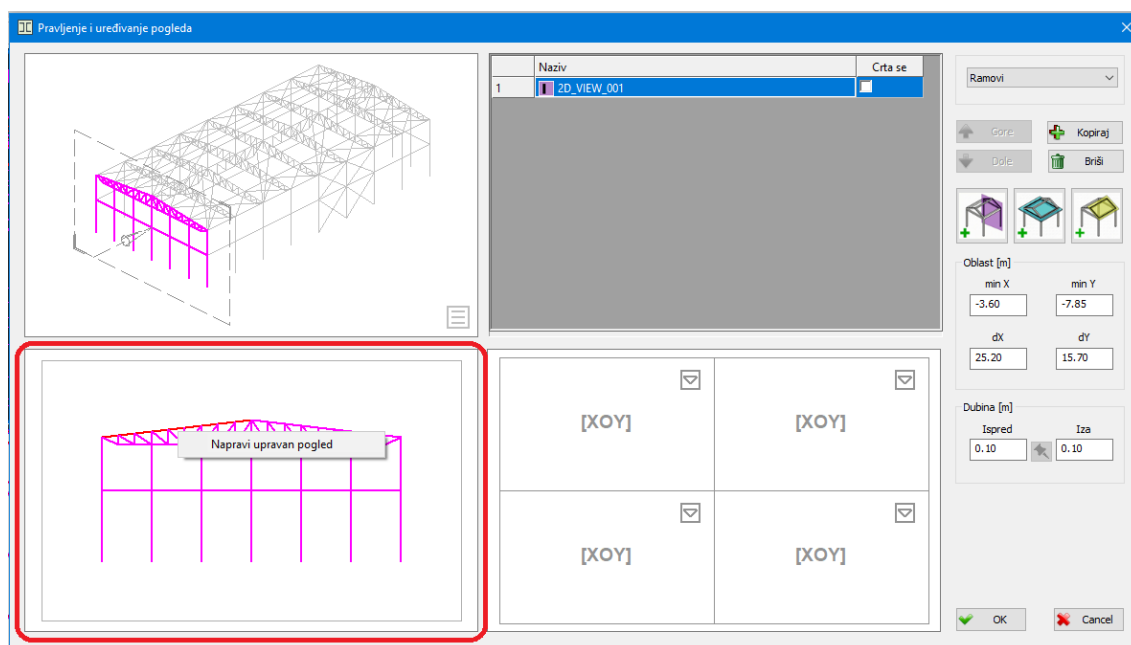 Pravljenje i uređivanje pogleda
Naziv
Crta se
1
2D_VIEW_001
Ramovi
Gore
Kopiraj
Dole
Briši
Oblast [m]
min X
min Y
-3.60
-7.85
dX
dY
25.20
15.70
Dubina [m]
Ispred
Iza
0.10
0.10
Napravi upravan pogled
[XOY]
[XOY]
[XOY]
[XOY]
OK
Cancel